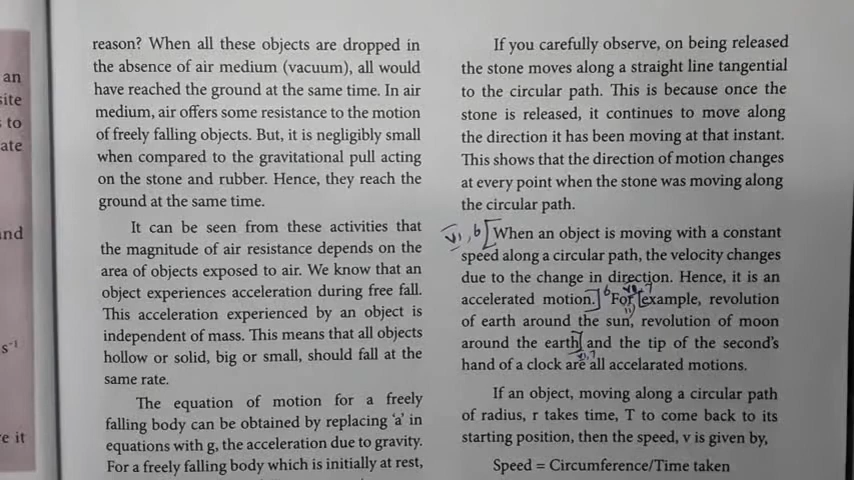 an
site
to
ate
and
s⁻¹
e it
reason? When all these objects are dropped in
the absence of air medium (vacuum), all would
have reached the ground at the same time. In air
medium, air offers some resistance to the motion
of freely falling objects. But, it is negligibly small
when compared to the gravitational pull acting
on the stone and rubber. Hence, they reach the
ground at the same time.
It can be seen from these activities that
the magnitude of air resistance depends on the
area of objects exposed to air. We know that an
object experiences acceleration during free fall.
This acceleration experienced by an object is
independent of mass. This means that all objects
hollow or solid, big or small, should fall at the
same rate.
The equation of motion for a freely
falling body can be obtained by replacing ‘a’ in
equations with g, the acceleration due to gravity.
For a freely falling body which is initially at rest,
If you carefully observe, on being released
the stone moves along a straight line tangential
to the circular path. This is because once the
stone is released, it continues to move along
the direction it has been moving at that instant.
This shows that the direction of motion changes
at every point when the stone was moving along
the circular path.
VI, 6 [When an object is moving with a constant
speed along a circular path, the velocity changes
due to the change in direction. Hence, it is an
accelerated motion.] 6 For [example, revolution
of earth around the sun, revolution of moon
around the earth] and the tip of the second’s
hand of a clock are all accelarated motions.
If an object, moving along a circular path
of radius, r takes time, T to come back to its
starting position, then the speed, v is given by,
Speed = Circumference/Time taken